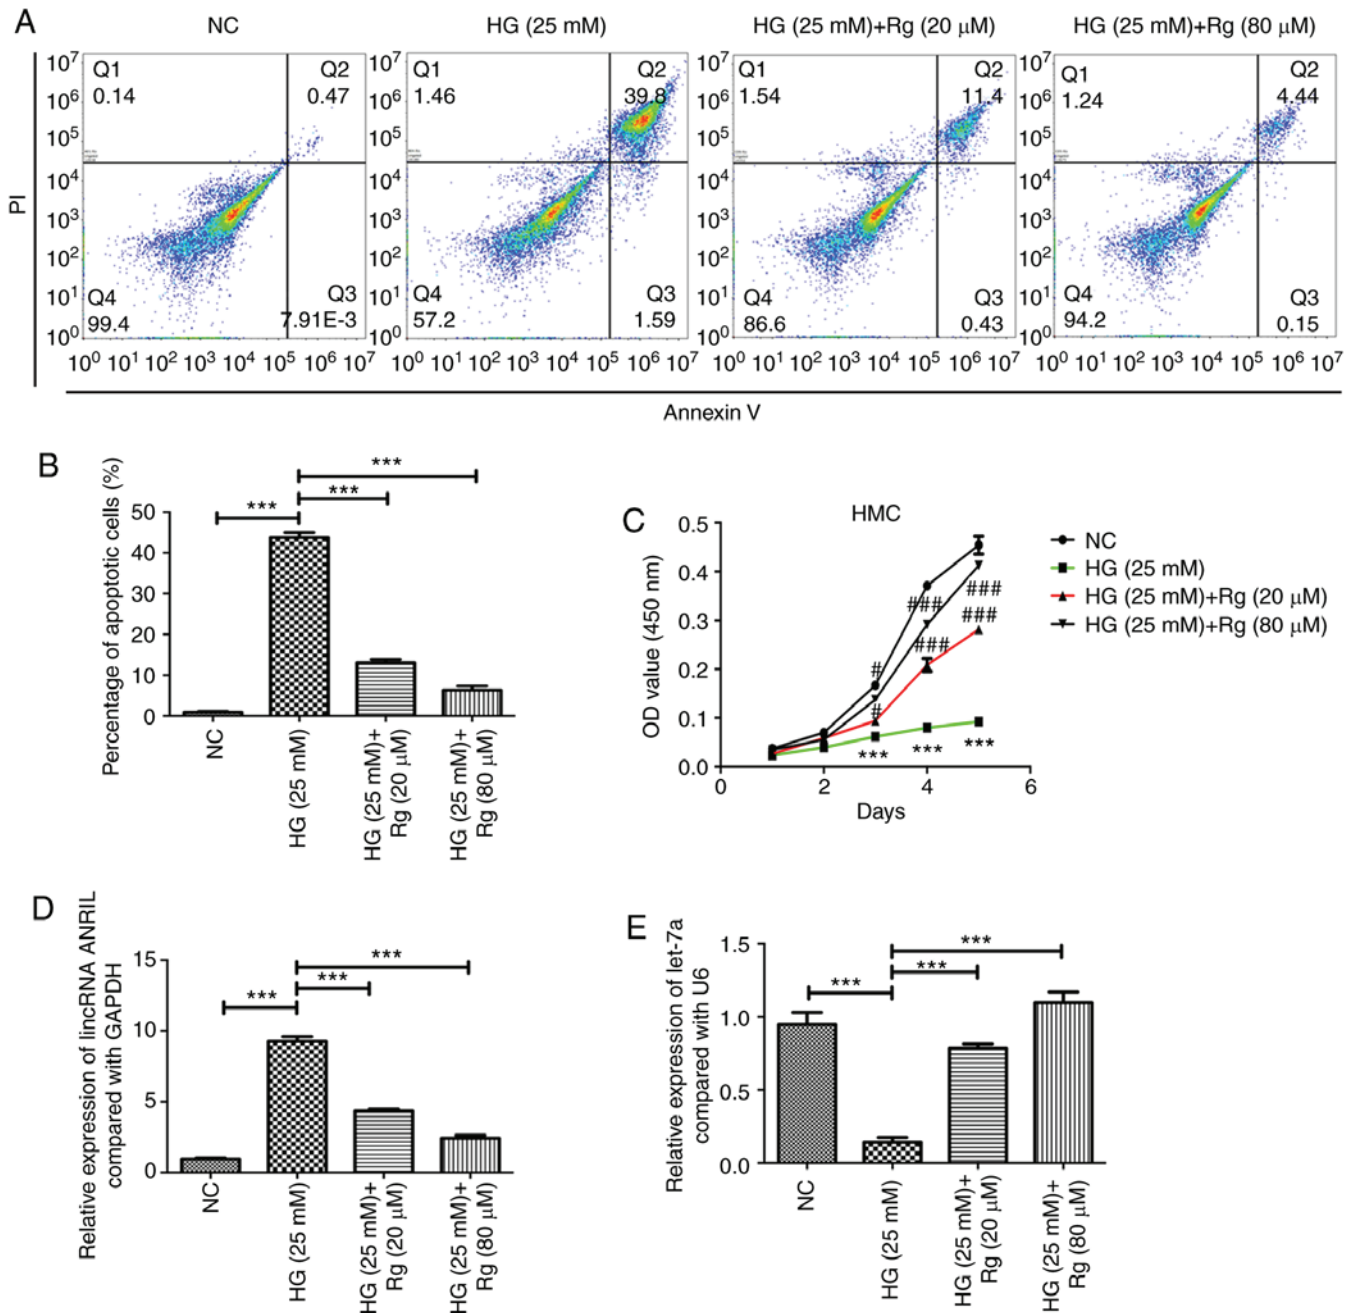 A
NC
HG (25 mM)
HG (25 mM)+Rg (20 μM)
HG (25 mM)+Rg (80 μM)
PI
10⁷
10⁶
10⁵
10⁴
10³
10²
10¹
10⁰
Q1
0.14
Q2
0.47
Q4
99.4
Q3
7.91E-3
10⁰ 10¹ 10² 10³ 10⁴ 10⁵ 10⁶ 10⁷
10⁷
10⁶
10⁵
10⁴
10³
10²
10¹
10⁰
Q1
1.46
Q2
39.8
Q4
57.2
Q3
1.59
10⁰ 10¹ 10² 10³ 10⁴ 10⁵ 10⁶ 10⁷
10⁷
10⁶
10⁵
10⁴
10³
10²
10¹
10⁰
Q1
1.54
Q2
11.4
Q4
86.6
Q3
0.43
10⁰ 10¹ 10² 10³ 10⁴ 10⁵ 10⁶ 10⁷
10⁷
10⁶
10⁵
10⁴
10³
10²
10¹
10⁰
Q1
1.24
Q2
4.44
Q4
94.2
Q3
0.15
10⁰ 10¹ 10² 10³ 10⁴ 10⁵ 10⁶ 10⁷
Annexin V
B
Percentage of apoptotic cells (%)
50
40
30
20
10
0
***
***
***
NC
HG (25 mM)
HG (25 mM)+
Rg (20 μM)
HG (25 mM)+
Rg (80 μM)
C
HMC
OD value (450 nm)
0.5
0.4
0.3
0.2
0.1
0.0
0 2 4 6
Days
#
#
###
###
###
###
*** *** ***
NC
HG (25 mM)
HG (25 mM)+Rg (20 μM)
HG (25 mM)+Rg (80 μM)
D
Relative expression of lincRNA ANRIL
compared with GAPDH
15
10
5
0
***
***
***
NC
HG (25 mM)
HG (25 mM)+
Rg (20 μM)
HG (25 mM)+
Rg (80 μM)
E
Relative expression of let-7a
compared with U6
1.5
1.0
0.5
0.0
***
***
***
NC
HG (25 mM)
HG (25 mM)+
Rg (20 μM)
HG (25 mM)+
Rg (80 μM)